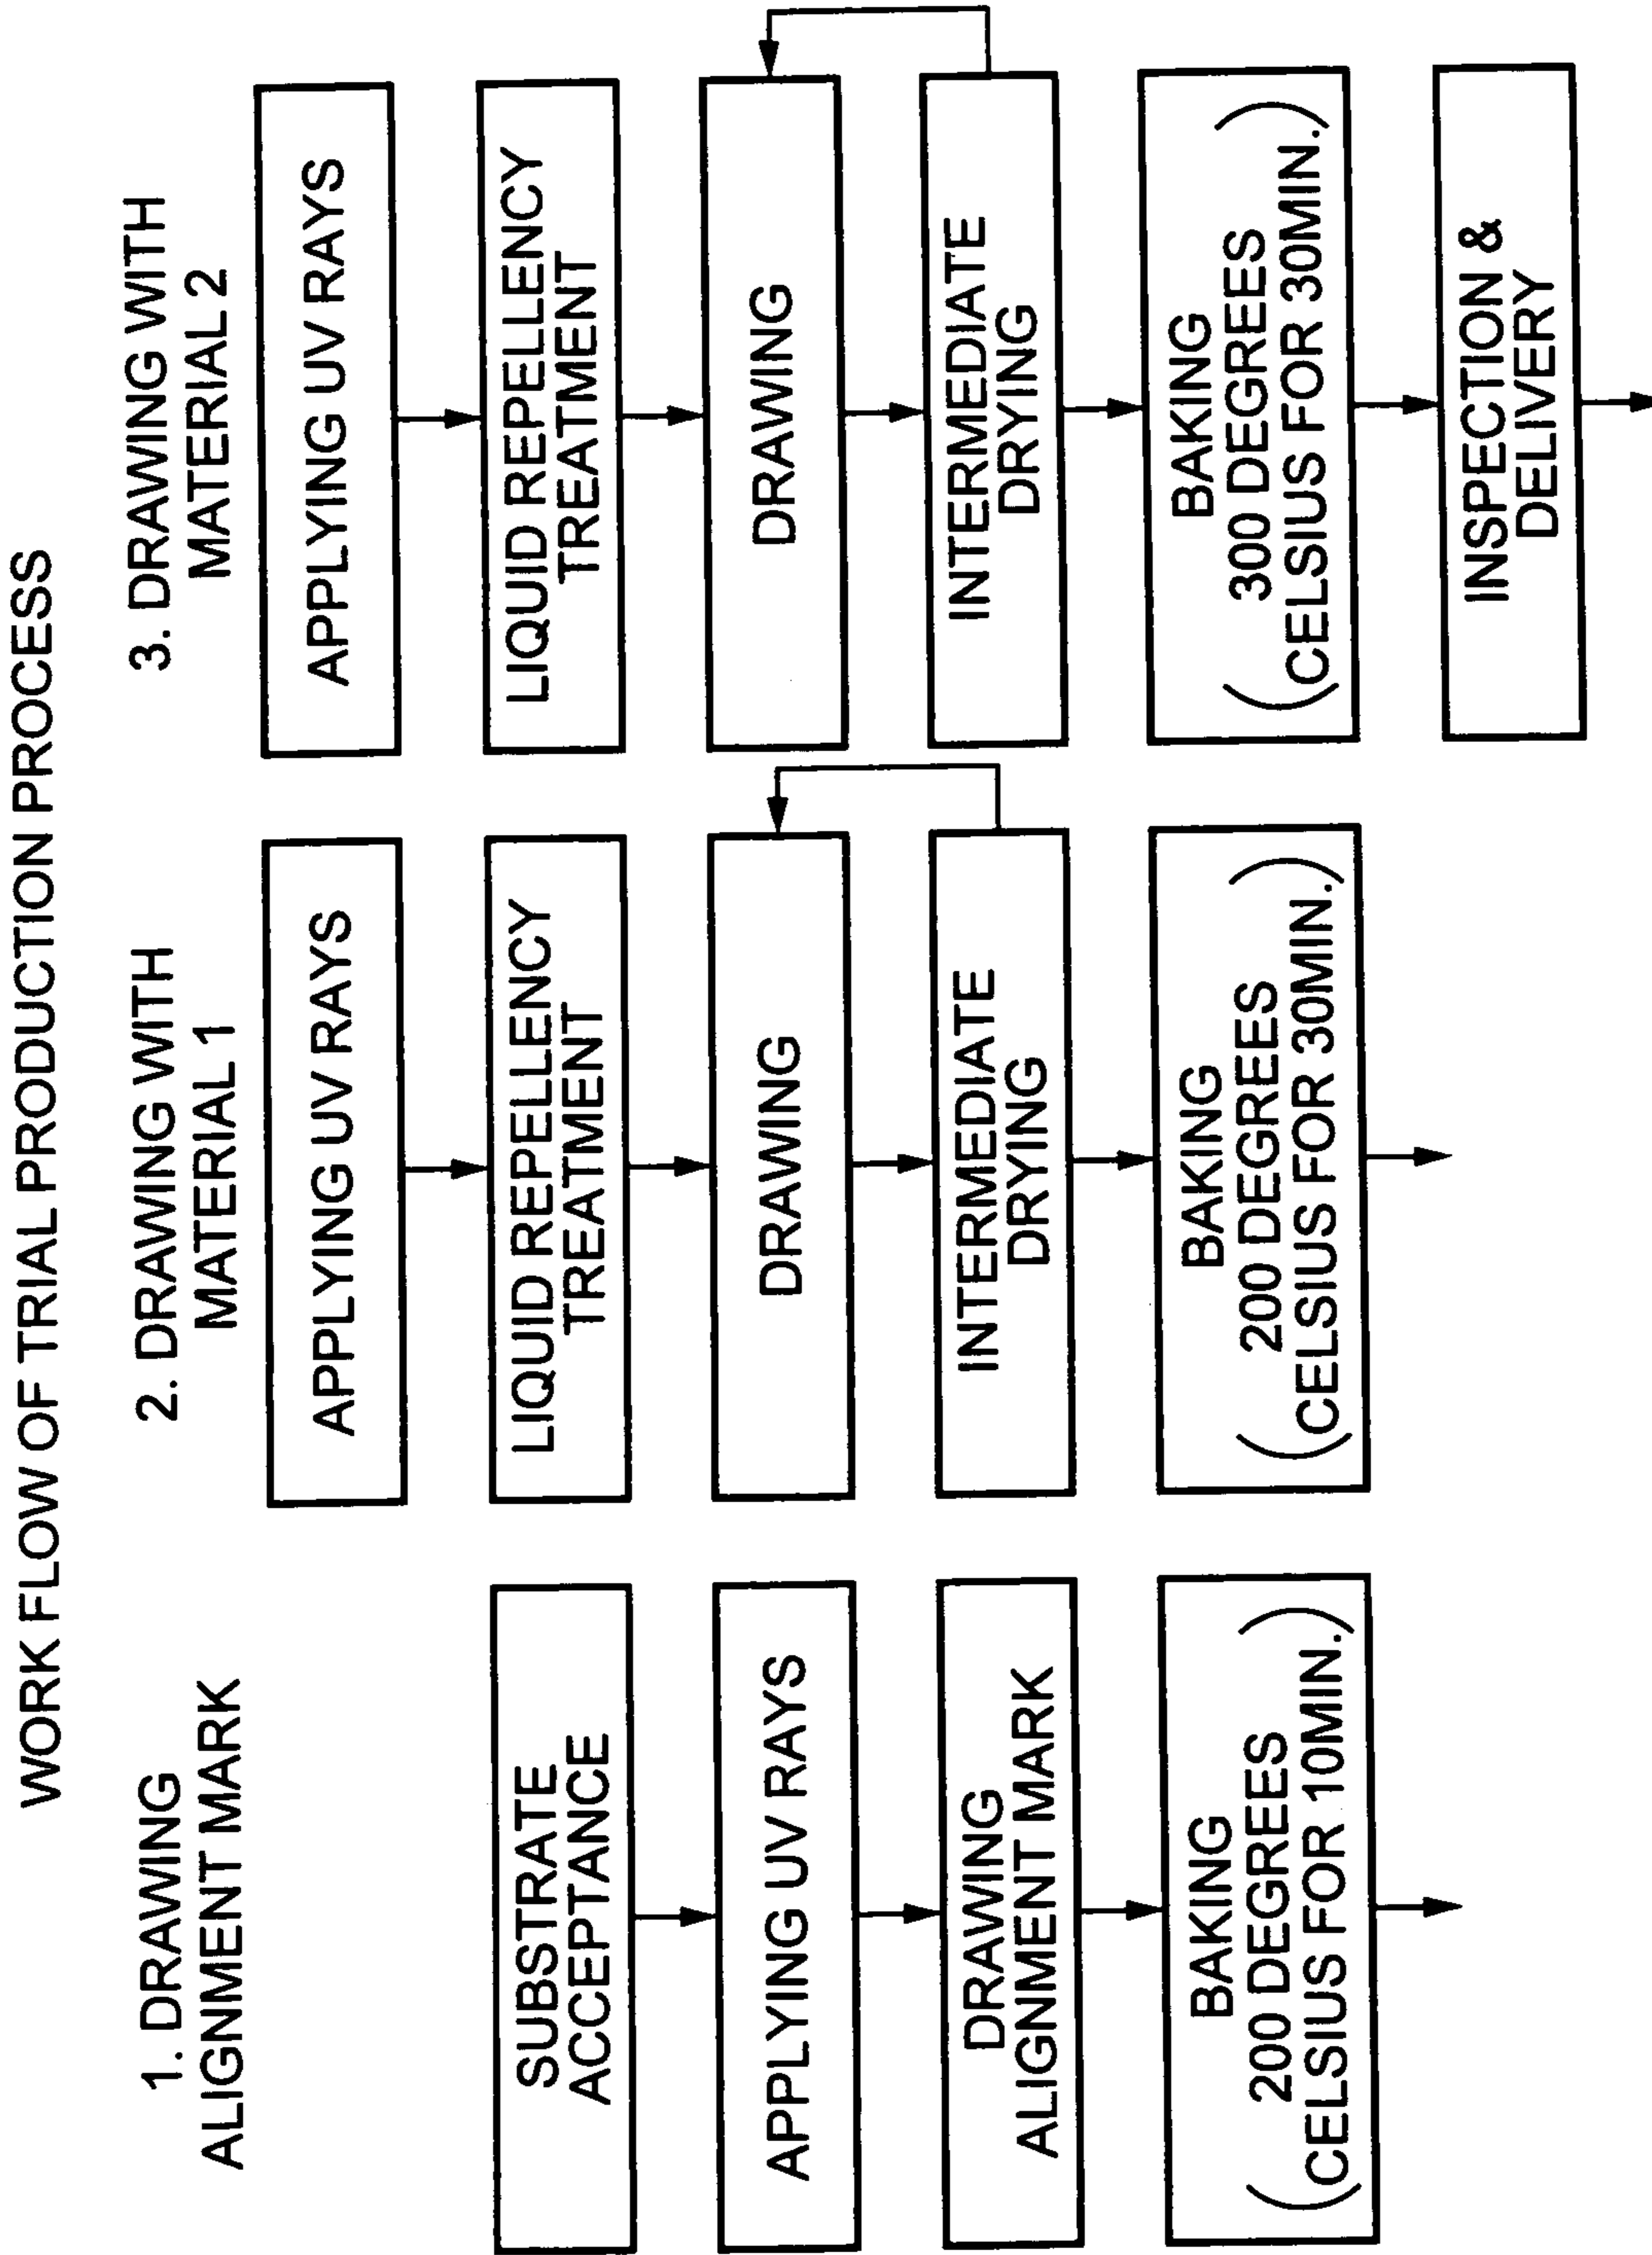 WORK FLOW OF TRIAL PRODUCTION PROCESS
1. DRAWING
ALIGNMENT MARK
SUBSTRATE
ACCEPTANCE
APPLYING UV RAYS
DRAWING
ALIGNMENT MARK
BAKING
200 DEGREES
(CELSIUS FOR 10MIN.)
2. DRAWING WITH
MATERIAL 1
APPLYING UV RAYS
LIQUID REPELLENCY
TREATMENT
DRAWING
INTERMEDIATE
DRYING
BAKING
200 DEGREES
(CELSIUS FOR 30MIN.)
3. DRAWING WITH
MATERIAL 2
APPLYING UV RAYS
LIQUID REPELLENCY
TREATMENT
DRAWING
INTERMEDIATE
DRYING
BAKING
300 DEGREES
(CELSIUS FOR 30MIN.)
INSPECTION &
DELIVERY